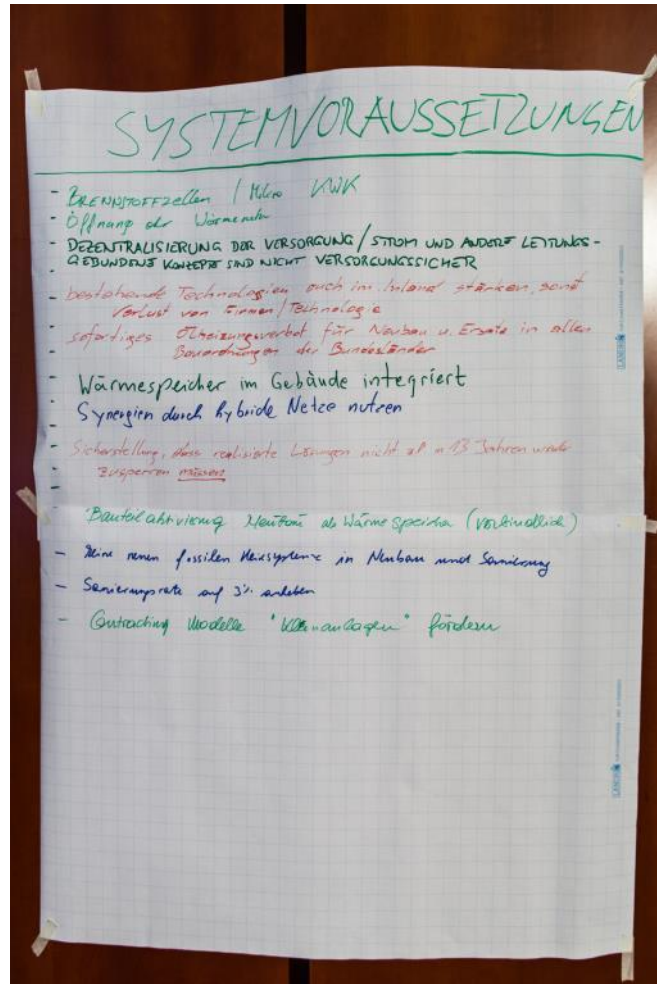 SYSTEMVORAUSSETZUNGEN
- BRENNSTOFFZellen / Mikro KWK
- Öffnung der Wärmenetze
- DEZENTRALISIERUNG DER VERSORGUNG / STROM UND ANDERE LEITUNGS-
GEBUNDENE KONZEPTE SIND NICHT VERSORGUNGSSICHER
- bestehende Technologien auch im Inland stärken, sonst
Verlust von Firmen / Technologie
- sofortiges Ölheizungsverbot für Neubau u. Ersatz in allen
Bauordnungen der Bundesländer
- Wärmespeicher im Gebäude integriert
- Synergien durch hybride Netze nutzen
- Sicherstellung, dass realisierte Lösungen nicht in 13 Jahren wieder
zusperren müssen
- Bauteilaktivierung Neubau als Wärmespeicher (verbindlich)
- Keine neuen fossilen Heizsysteme in Neubau und Sanierung
- Sanierungsrate auf 3% anheben
- Contracting Modelle "Kleinanlagen" fördern
LANDRÉ
LANDRÉ